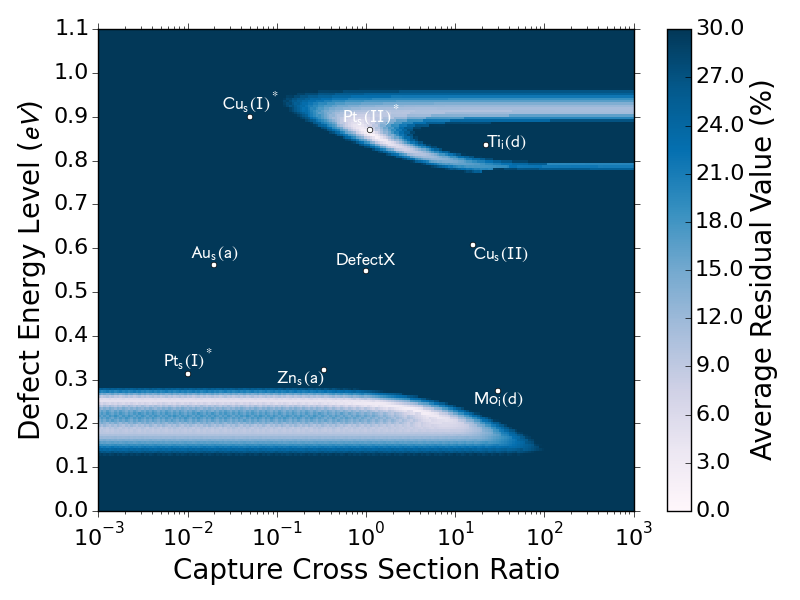 1.1
1.0
0.9
0.8
0.7
0.6
0.5
0.4
0.3
0.2
0.1
0.0
Defect Energy Level (eV)
Cuₛ(I)*
Ptₛ(II)*
Tiᵢ(d)
Auₛ(a)
DefectX
Cuₛ(II)
Ptₛ(I)*
Znₛ(a)
Moᵢ(d)
10⁻³ 10⁻² 10⁻¹ 10⁰ 10¹ 10² 10³
Capture Cross Section Ratio
30.0
27.0
24.0
21.0
18.0
15.0
12.0
9.0
6.0
3.0
0.0
Average Residual Value (%)